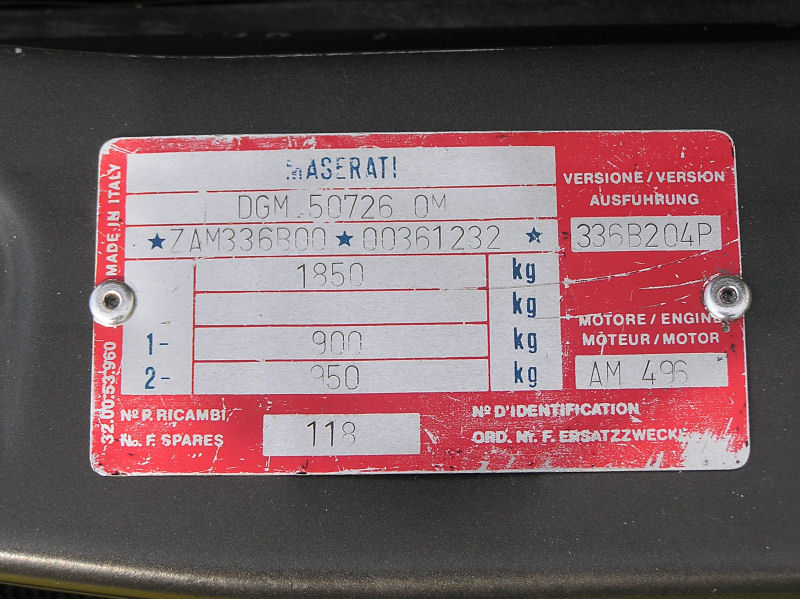 MASERATI
DGM 50726 OM
★ZAM336B00★00361232★
1850 kg
kg
1- 900 kg
2- 950 kg
MADE IN ITALY
32.00.53.960
VERSIONE/VERSION
AUSFUHRUNG
336B204P
MOTORE/ENGINE
MOTEUR/MOTOR
AM 496
Nº P. RICAMBI
No. F. SPARES
118
Nº D'IDENTIFICATION
ORD. Nr. F. ERSATZZWECKE